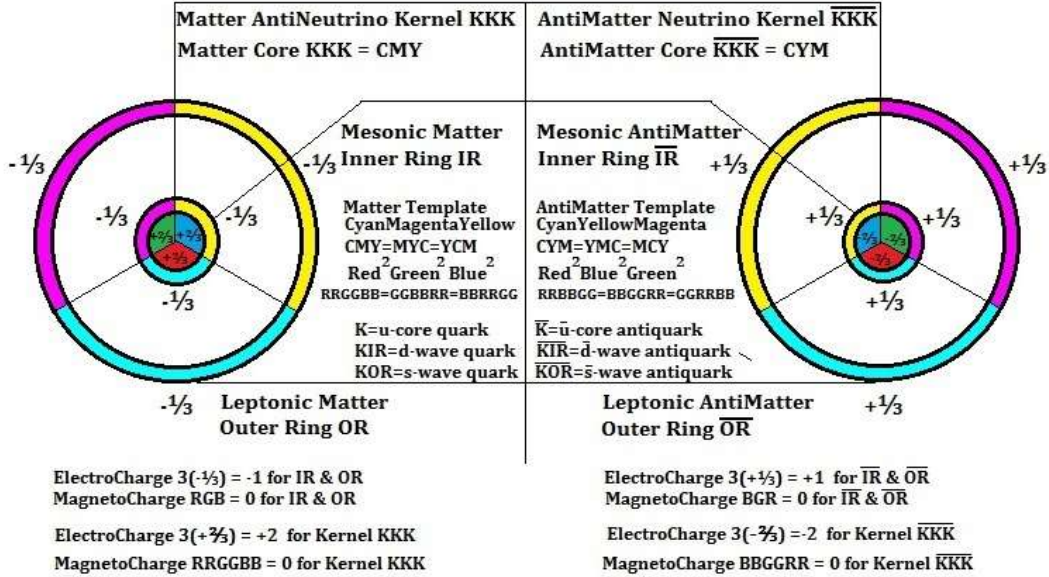 Matter AntiNeutrino Kernel KKK
Matter Core KKK = CMY
AntiMatter Neutrino Kernel K̅K̅K̅
AntiMatter Core K̅K̅K̅ = CYM
Mesonic Matter
Inner Ring IR
Mesonic AntiMatter
Inner Ring I̅R̅
-⅓
-⅓
+⅓
+⅓
-⅓
-⅓
+⅓
+⅓
+⅔
+⅔
+⅔
-⅔
-⅔
-⅔
Matter Template
CyanMagentaYellow
CMY=MYC=YCM
Red²Green²Blue²
RRGGBB=GGBBRR=BBRRGG
AntiMatter Template
CyanYellowMagenta
CYM=YMC=MCY
Red²Blue²Green²
RRBBGG=BBGGRR=GGRRBB
-⅓
+⅓
K=u-core quark
KIR=d-wave quark
KOR=s-wave quark
K̅=ū-core antiquark
K̅I̅R̅=d̄-wave antiquark
K̅O̅R̅=s̄-wave antiquark
-⅓
+⅓
Leptonic Matter
Outer Ring OR
Leptonic AntiMatter
Outer Ring O̅R̅
ElectroCharge 3(-⅓) = -1 for IR & OR
MagnetoCharge RGB = 0 for IR & OR
ElectroCharge 3(+⅔) = +2 for Kernel KKK
MagnetoCharge RRGGBB = 0 for Kernel KKK
ElectroCharge 3(+⅓) = +1 for I̅R̅ & O̅R̅
MagnetoCharge BGR = 0 for I̅R̅ & O̅R̅
ElectroCharge 3(-⅔) =-2 for Kernel K̅K̅K̅
MagnetoCharge BBGGRR = 0 for Kernel K̅K̅K̅